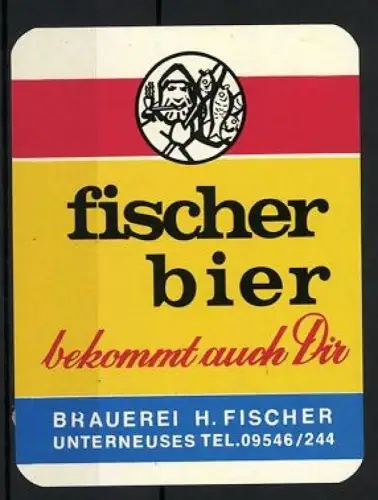 fischer
bier
bekommt auch Dir
BRAUEREI H. FISCHER
UNTERNEUSES TEL. 09546/244